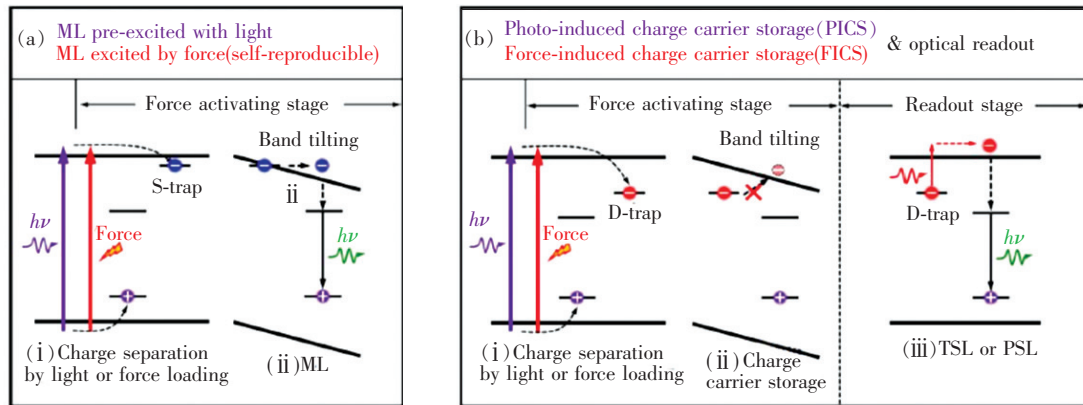 (a)
ML pre-excited with light
ML excited by force(self-reproducible)
Force activating stage
Band tilting
S-trap
ii
hν
Force
hν
(ⅰ)Charge separation
by light or force loading
(ⅱ)ML
(b)
Photo-induced charge carrier storage(PICS)
Force-induced charge carrier storage(FICS)
& optical readout
Force activating stage
Readout stage
Band tilting
D-trap
D-trap
hν
Force
hν
(ⅰ)Charge separation
by light or force loading
(ⅱ)Charge
carrier storage
(ⅲ)TSL or PSL